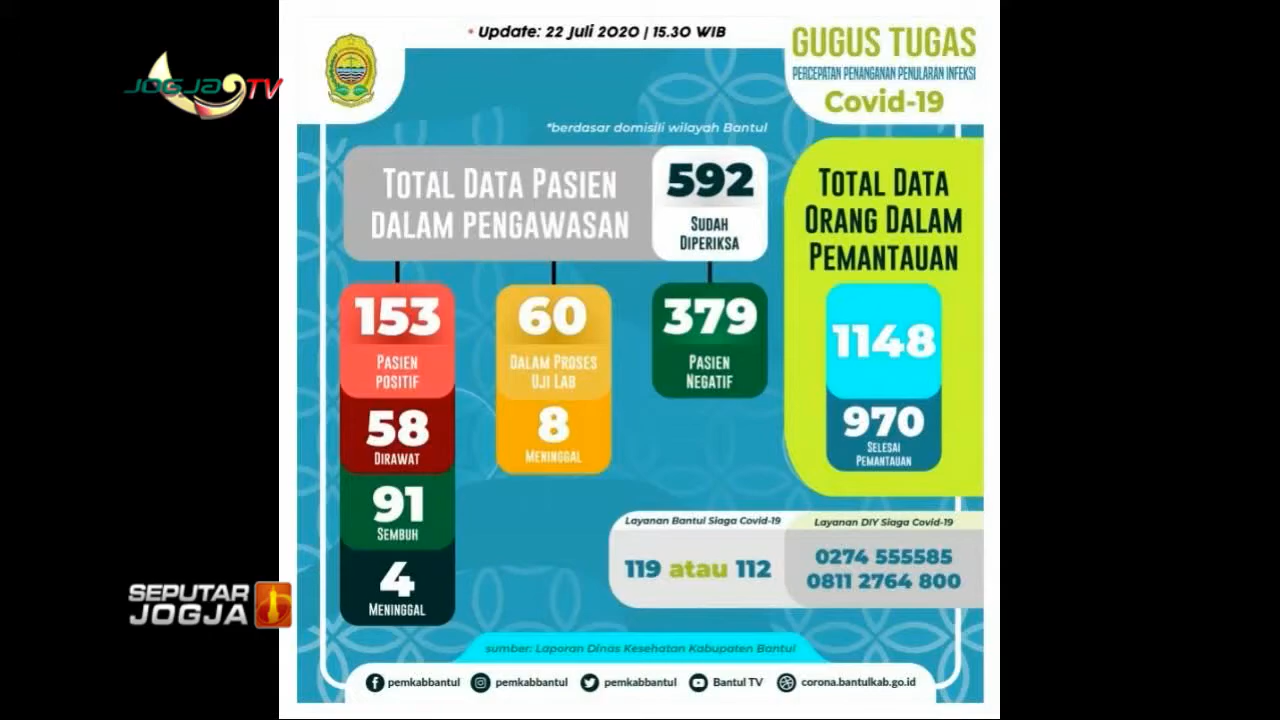 * Update: 22 Juli 2020 | 15.30 WIB
GUGUS TUGAS
PERCEPATAN PENANGANAN PENULARAN INFEKSI
Covid-19
JOGJA TV
*berdasar domisili wilayah Bantul
TOTAL DATA PASIEN
DALAM PENGAWASAN
592
SUDAH
DIPERIKSA
153
PASIEN
POSITIF
58
DIRAWAT
91
SEMBUH
4
MENINGGAL
60
DALAM PROSES
UJI LAB
8
MENINGGAL
379
PASIEN
NEGATIF
TOTAL DATA
ORANG DALAM
PEMANTAUAN
1148
970
SELESAI
PEMANTAUAN
Layanan Bantul Siaga Covid-19
119 atau 112
Layanan DIY Siaga Covid-19
0274 555585
0811 2764 800
SEPUTAR
JOGJA
sumber: Laporan Dinas Kesehatan Kabupaten Bantul
pemkabbantul pemkabbantul pemkabbantul Bantul TV corona.bantulkab.go.id